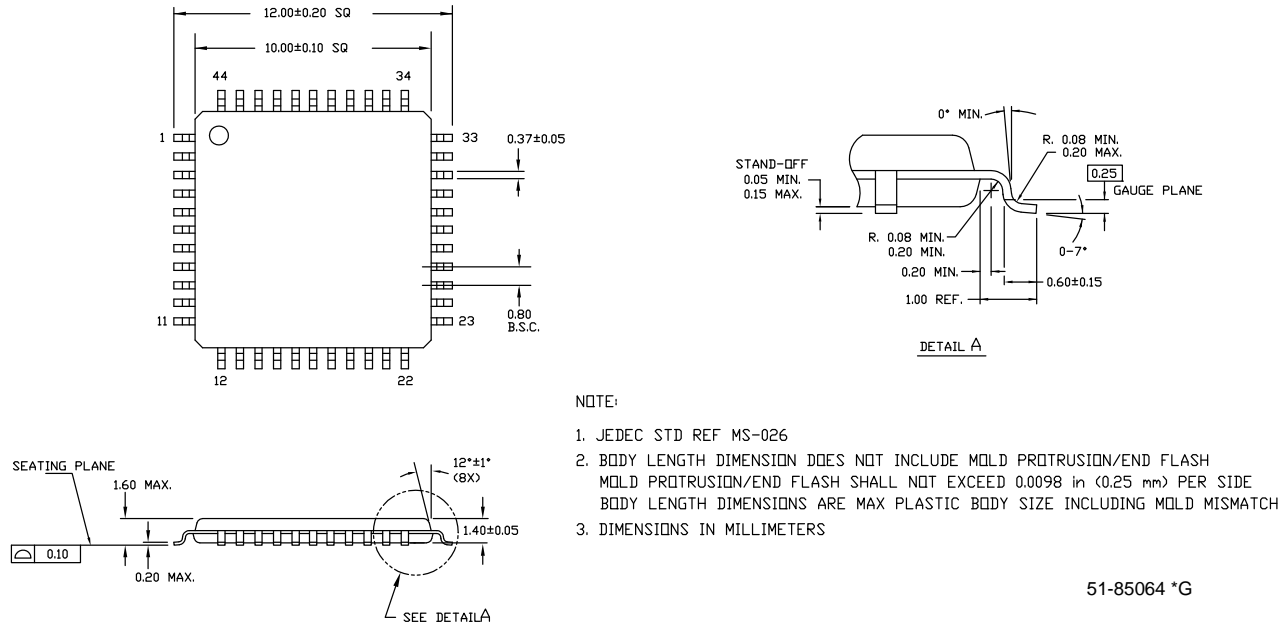 12.00±0.20 SQ
10.00±0.10 SQ
44
34
1
33
0.37±0.05
11
23
0.80
B.S.C.
12
22
0° MIN.
R. 0.08 MIN.
0.20 MAX.
STAND-OFF
0.05 MIN.
0.15 MAX.
0.25
GAUGE PLANE
R. 0.08 MIN.
0.20 MIN.
0-7°
0.20 MIN.
0.60±0.15
1.00 REF.
DETAIL A
NOTE:
1. JEDEC STD REF MS-026
2. BODY LENGTH DIMENSION DOES NOT INCLUDE MOLD PROTRUSION/END FLASH
MOLD PROTRUSION/END FLASH SHALL NOT EXCEED 0.0098 in (0.25 mm) PER SIDE
BODY LENGTH DIMENSIONS ARE MAX PLASTIC BODY SIZE INCLUDING MOLD MISMATCH
3. DIMENSIONS IN MILLIMETERS
SEATING PLANE
1.60 MAX.
12°±1°
(8X)
1.40±0.05
0.10
0.20 MAX.
SEE DETAILA
51-85064 *G